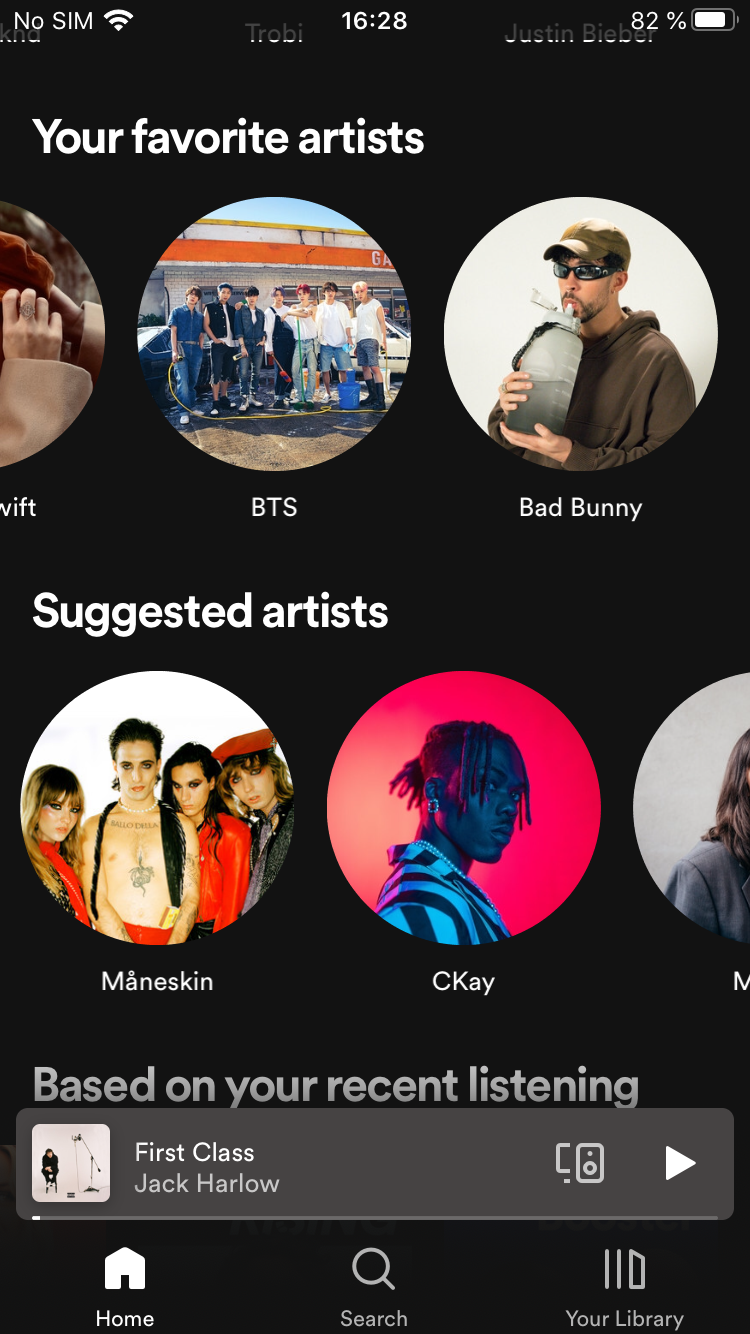 No SIM 16:28 82 %
Trobi Justin Bieber
Your favorite artists
GA
wift BTS Bad Bunny
Suggested artists
Måneskin CKay M
Based on your recent listening
First Class
Jack Harlow
Home Search Your Library